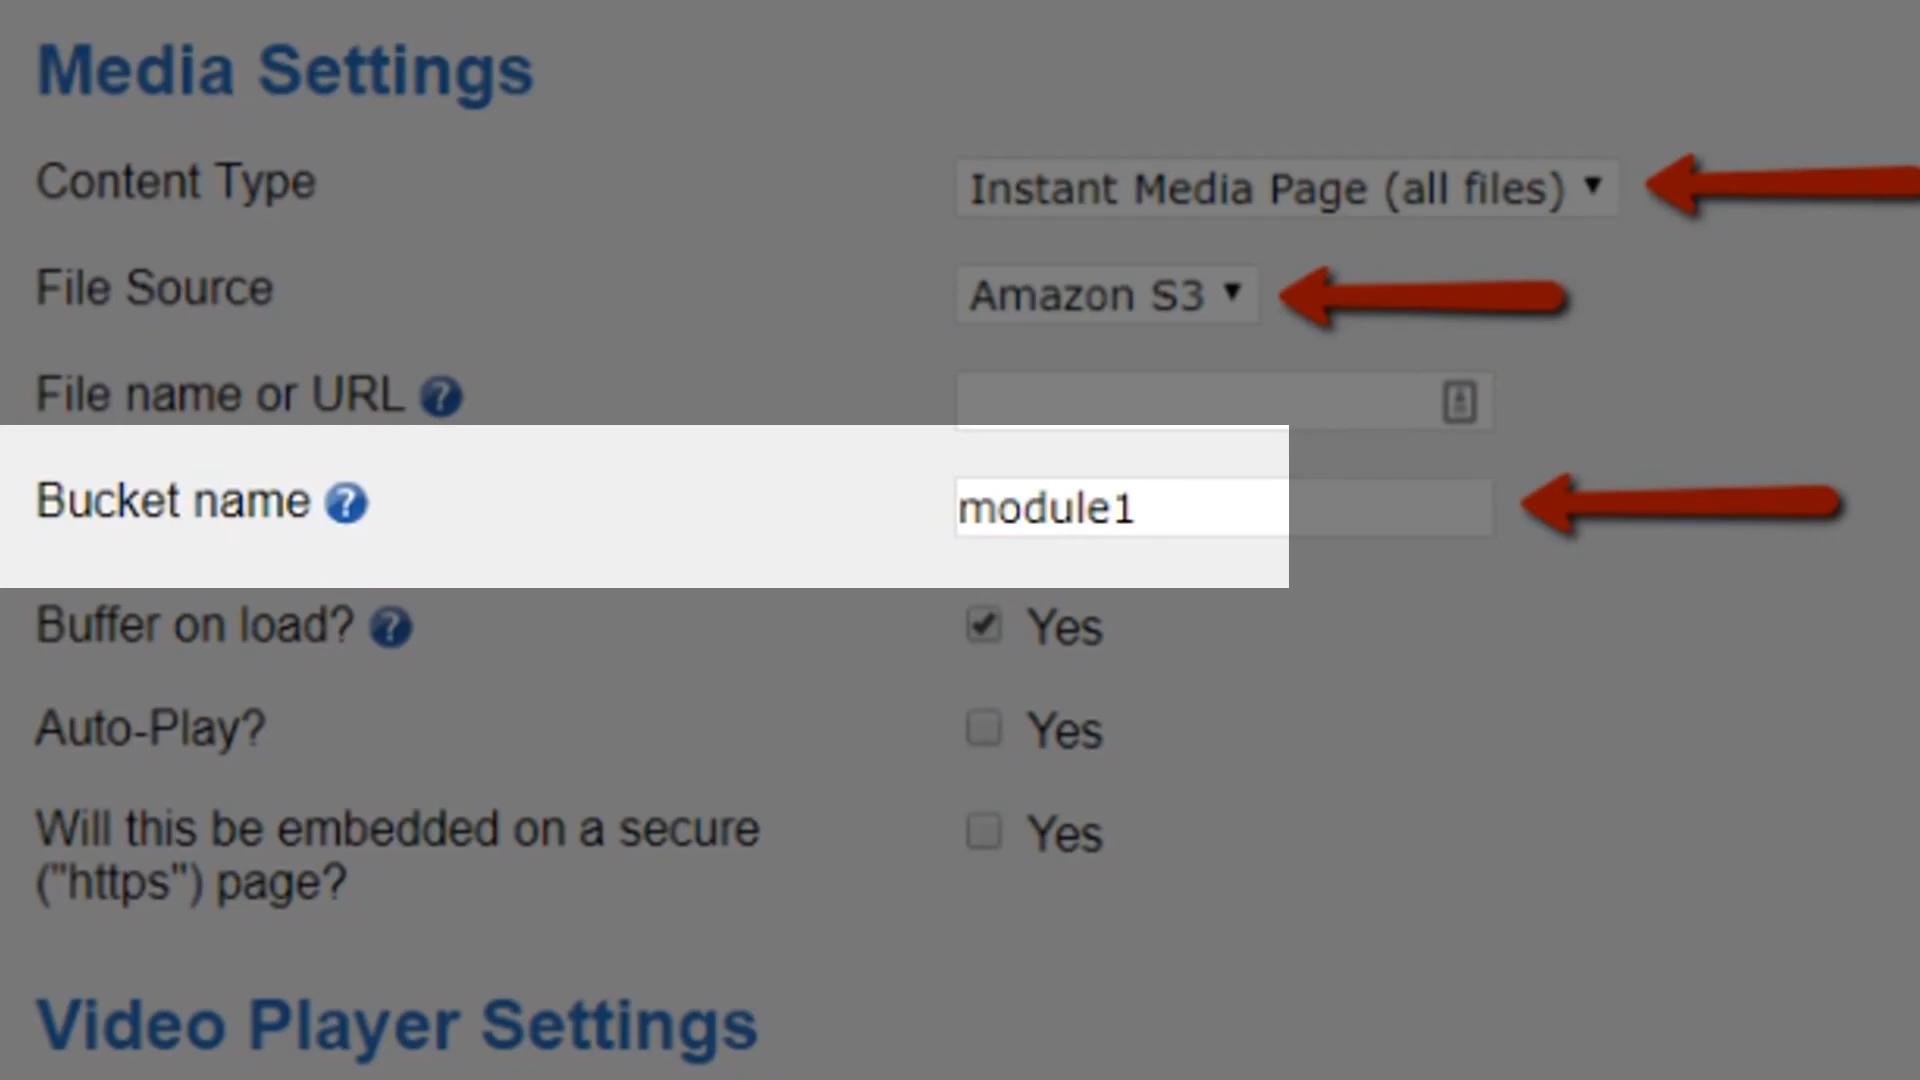 Media Settings
Content Type
Instant Media Page (all files)
File Source
Amazon S3
File name or URL ?
Bucket name ?
module1
Buffer on load? ?
Yes
Auto-Play?
Yes
Will this be embedded on a secure
("https") page?
Yes
Video Player Settings